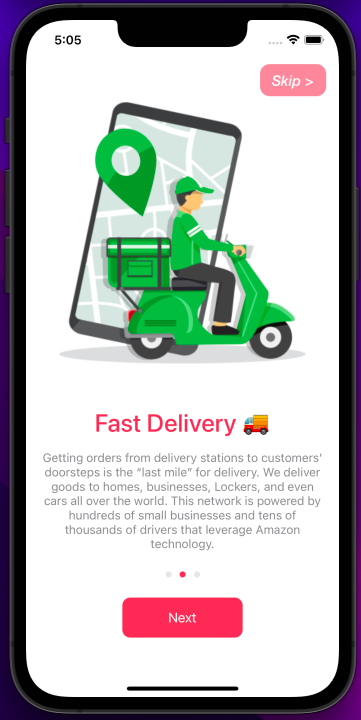 5:05
Skip >
Fast Delivery 🚚
Getting orders from delivery stations to customers’
doorsteps is the “last mile” for delivery. We deliver
goods to homes, businesses, Lockers, and even
cars all over the world. This network is powered by
hundreds of small businesses and tens of
thousands of drivers that leverage Amazon
technology.
Next